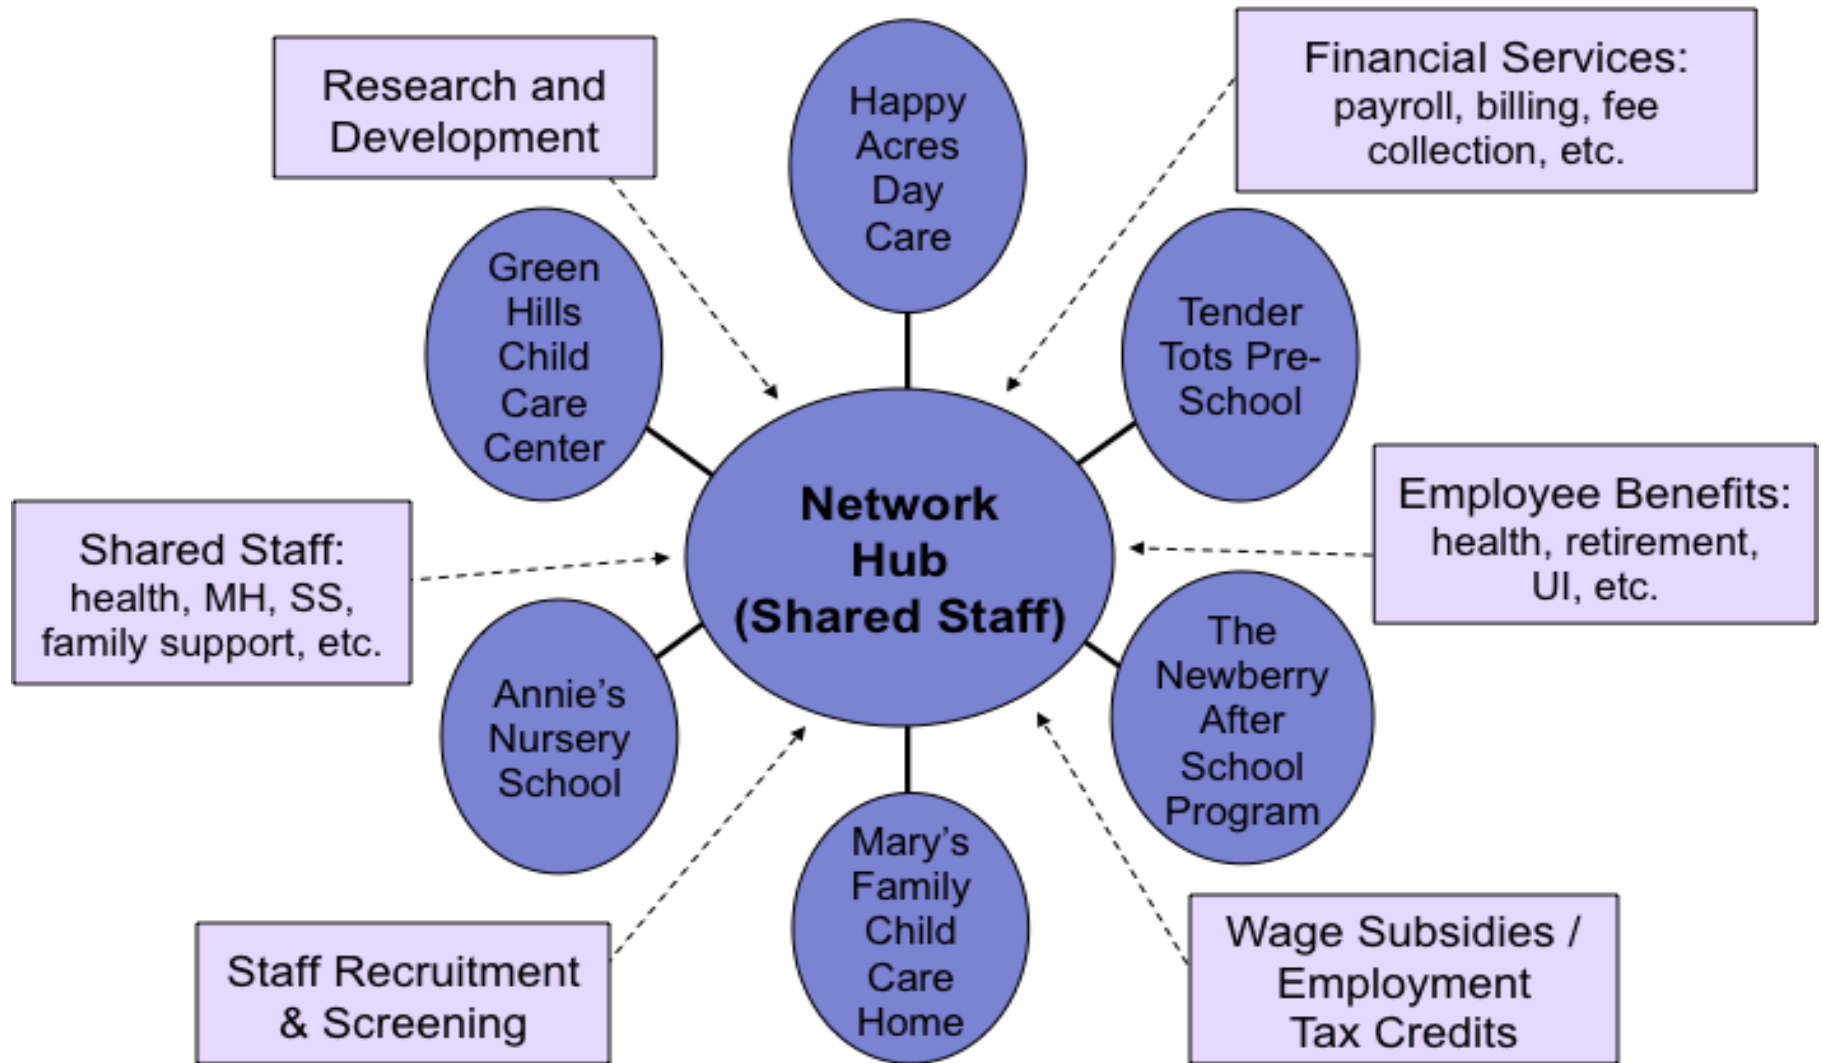 Research and
Development
Happy
Acres
Day
Care
Financial Services:
payroll, billing, fee
collection, etc.
Green
Hills
Child
Care
Center
Tender
Tots Pre-
School
Network
Hub
(Shared Staff)
Shared Staff:
health, MH, SS,
family support, etc.
Employee Benefits:
health, retirement,
UI, etc.
Annie’s
Nursery
School
The
Newberry
After
School
Program
Mary’s
Family
Child
Care
Home
Staff Recruitment
& Screening
Wage Subsidies /
Employment
Tax Credits